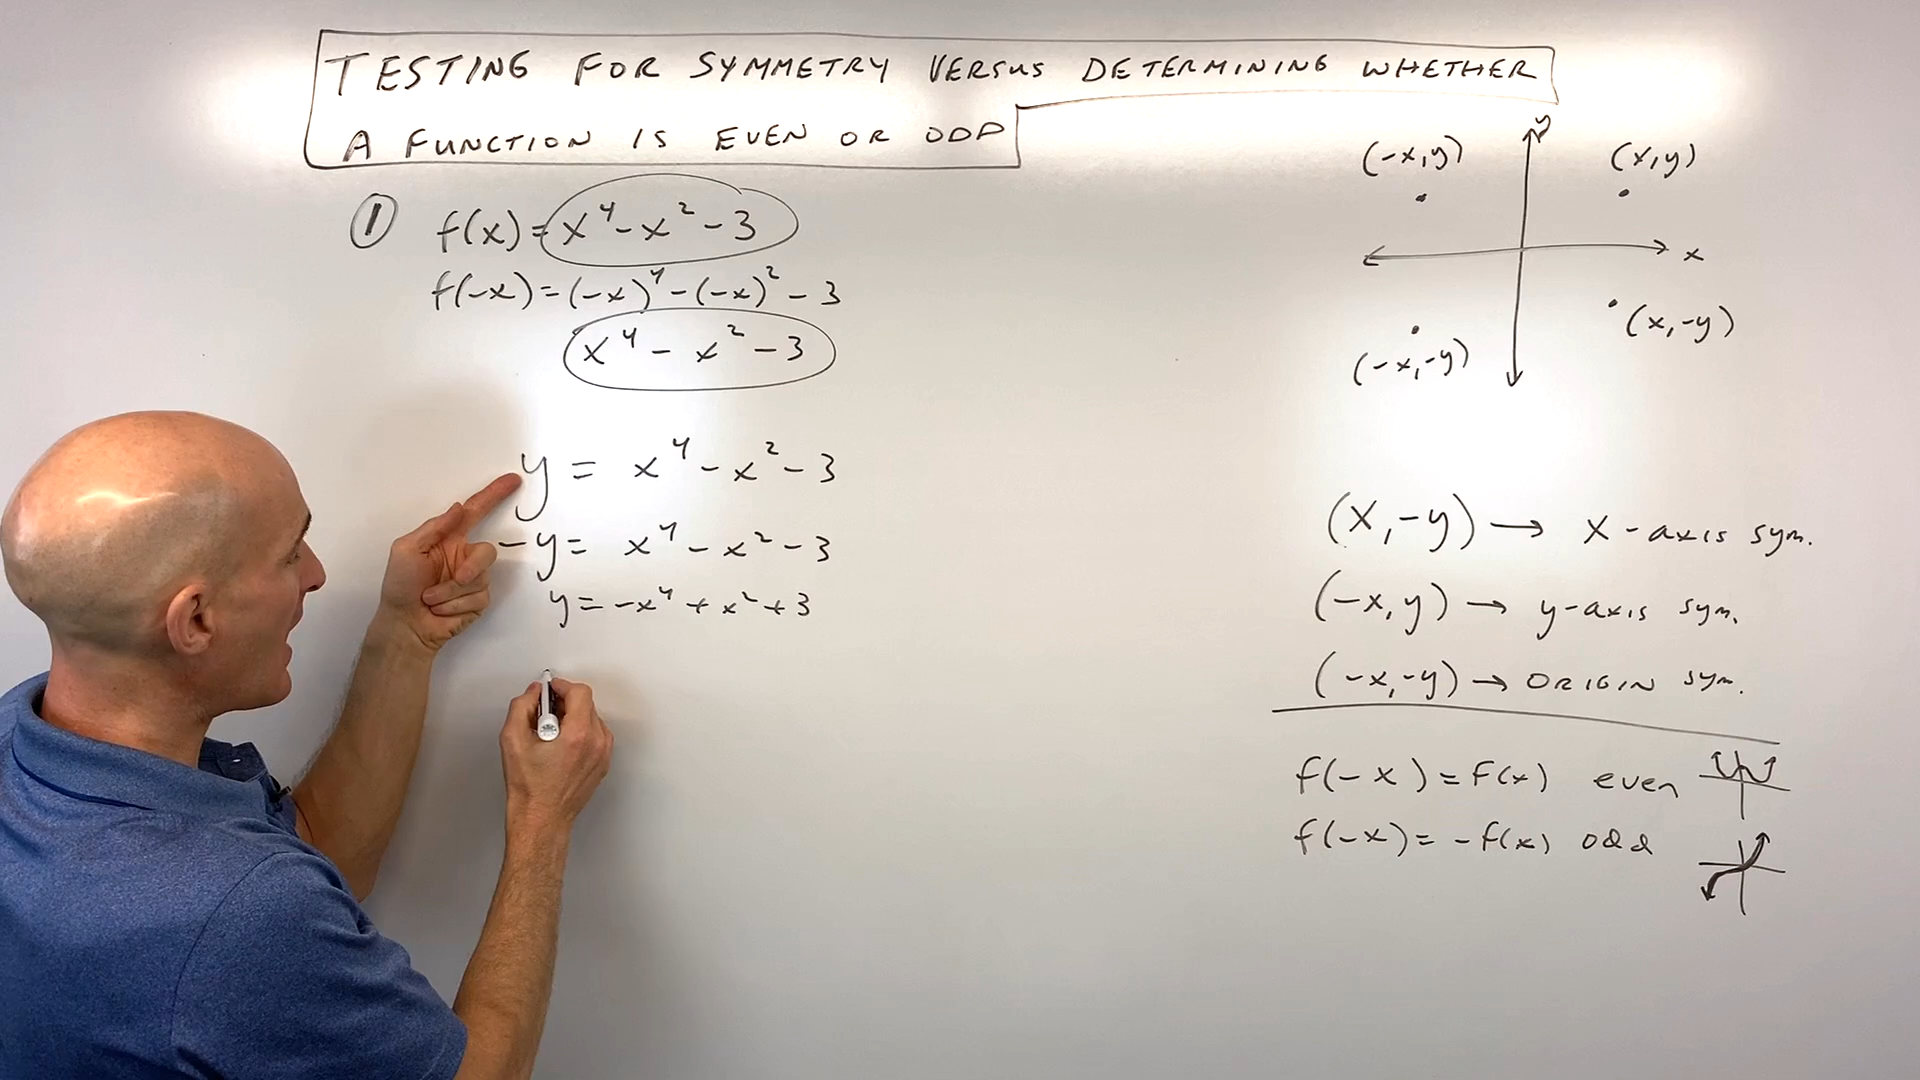 TESTING FOR SYMMETRY VERSUS DETERMINING WHETHER
A FUNCTION IS EVEN OR ODD
① f(x) = x⁴ - x² - 3
f(-x) = (-x)⁴ - (-x)² - 3
x⁴ - x² - 3
y = x⁴ - x² - 3
-y = x⁴ - x² - 3
y = -x⁴ + x² + 3
y
(-x, y) (x, y)
x
(-x, -y) (x, -y)
(x, -y) → x-axis sym.
(-x, y) → y-axis sym.
(-x, -y) → ORIGIN sym.
f(-x) = f(x) even
f(-x) = -f(x) odd